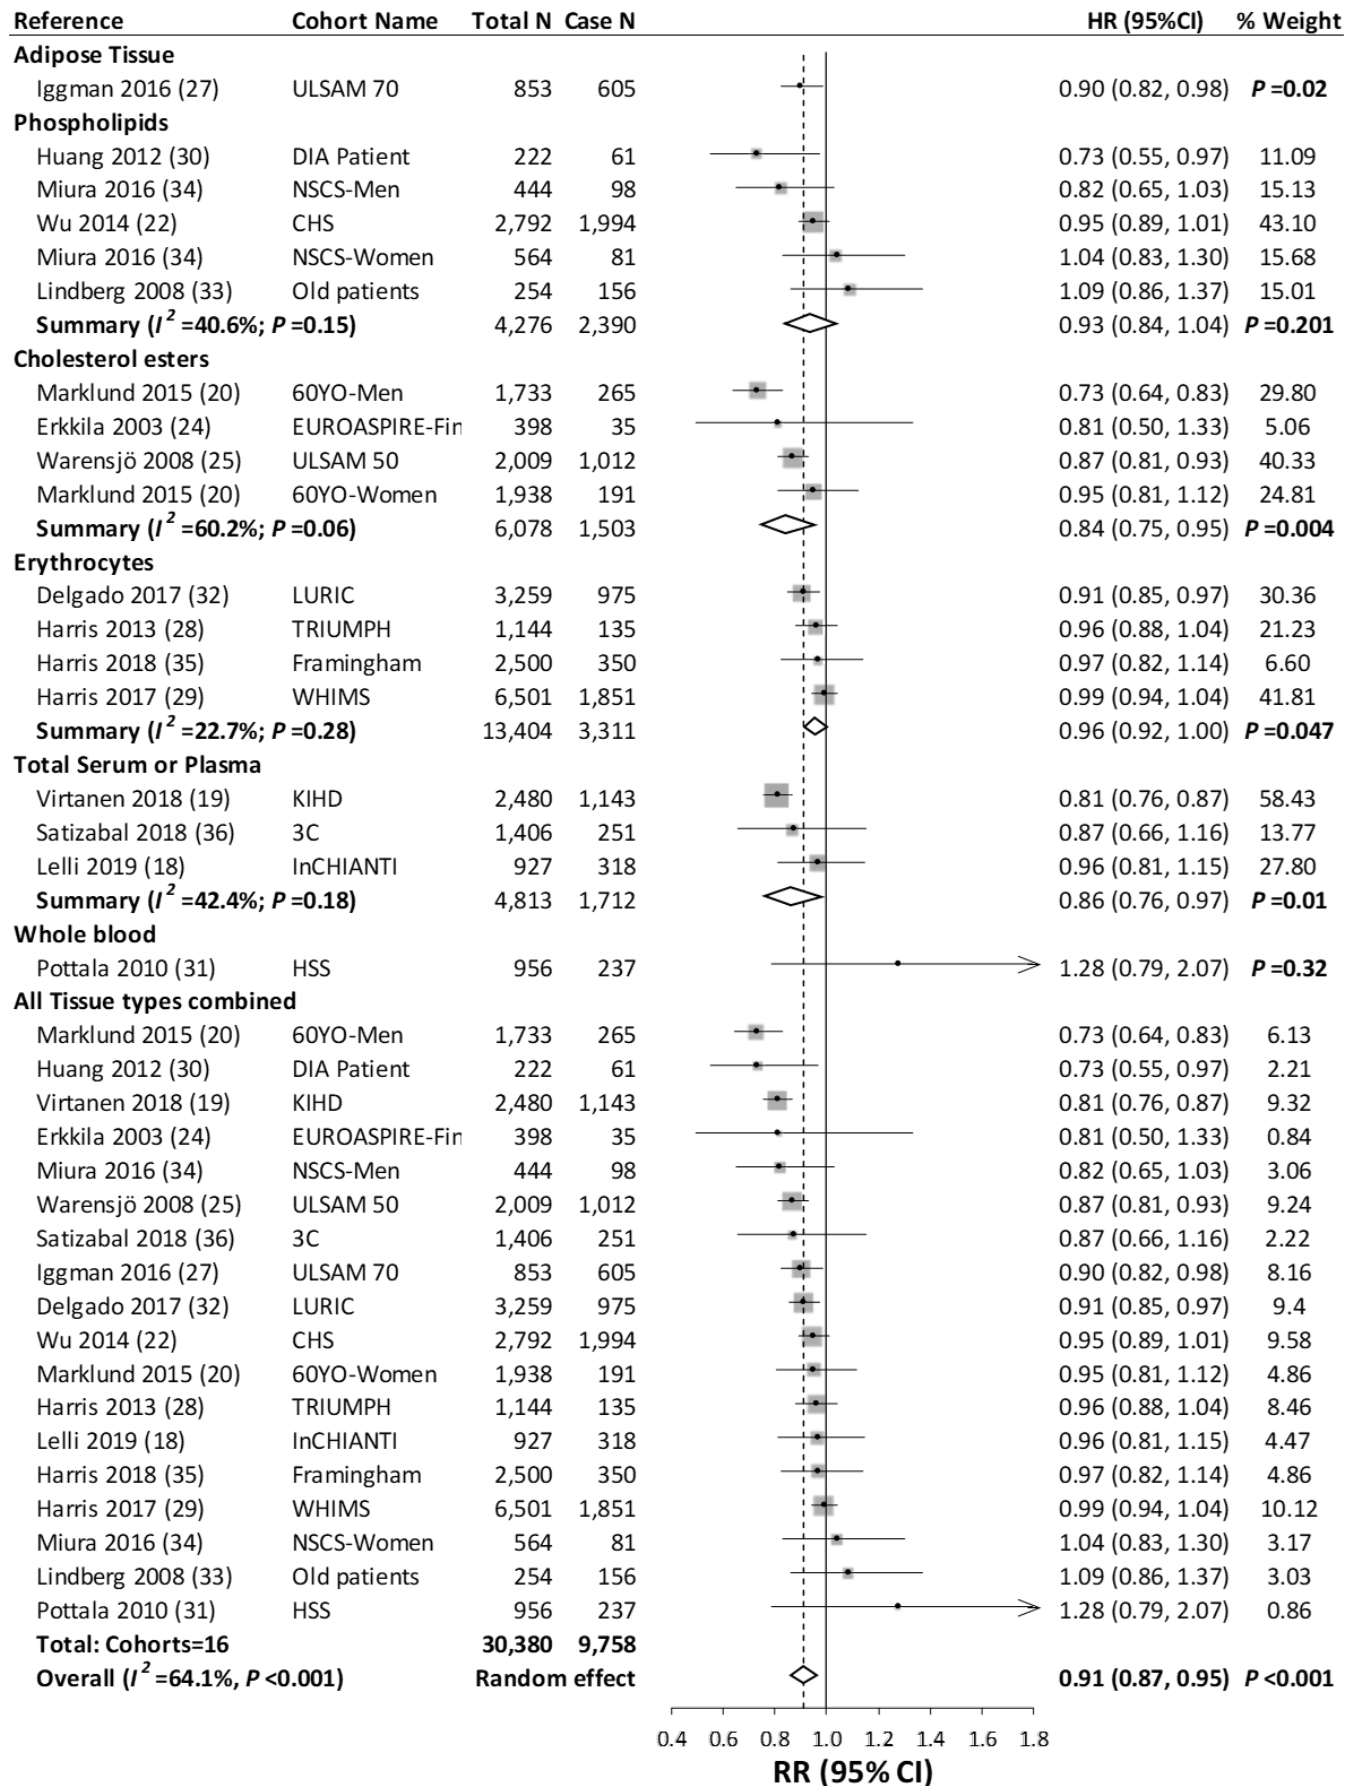 Reference Cohort Name Total N Case N HR (95%CI) % Weight
Adipose Tissue
Iggman 2016 (27) ULSAM 70 853 605 0.90 (0.82, 0.98) P =0.02
Phospholipids
Huang 2012 (30) DIA Patient 222 61 0.73 (0.55, 0.97) 11.09
Miura 2016 (34) NSCS-Men 444 98 0.82 (0.65, 1.03) 15.13
Wu 2014 (22) CHS 2,792 1,994 0.95 (0.89, 1.01) 43.10
Miura 2016 (34) NSCS-Women 564 81 1.04 (0.83, 1.30) 15.68
Lindberg 2008 (33) Old patients 254 156 1.09 (0.86, 1.37) 15.01
Summary (I² =40.6%; P =0.15) 4,276 2,390 0.93 (0.84, 1.04) P =0.201
Cholesterol esters
Marklund 2015 (20) 60YO-Men 1,733 265 0.73 (0.64, 0.83) 29.80
Erkkila 2003 (24) EUROASPIRE-Fin 398 35 0.81 (0.50, 1.33) 5.06
Warensjö 2008 (25) ULSAM 50 2,009 1,012 0.87 (0.81, 0.93) 40.33
Marklund 2015 (20) 60YO-Women 1,938 191 0.95 (0.81, 1.12) 24.81
Summary (I² =60.2%; P =0.06) 6,078 1,503 0.84 (0.75, 0.95) P =0.004
Erythrocytes
Delgado 2017 (32) LURIC 3,259 975 0.91 (0.85, 0.97) 30.36
Harris 2013 (28) TRIUMPH 1,144 135 0.96 (0.88, 1.04) 21.23
Harris 2018 (35) Framingham 2,500 350 0.97 (0.82, 1.14) 6.60
Harris 2017 (29) WHIMS 6,501 1,851 0.99 (0.94, 1.04) 41.81
Summary (I² =22.7%; P =0.28) 13,404 3,311 0.96 (0.92, 1.00) P =0.047
Total Serum or Plasma
Virtanen 2018 (19) KIHD 2,480 1,143 0.81 (0.76, 0.87) 58.43
Satizabal 2018 (36) 3C 1,406 251 0.87 (0.66, 1.16) 13.77
Lelli 2019 (18) InCHIANTI 927 318 0.96 (0.81, 1.15) 27.80
Summary (I² =42.4%; P =0.18) 4,813 1,712 0.86 (0.76, 0.97) P =0.01
Whole blood
Pottala 2010 (31) HSS 956 237 1.28 (0.79, 2.07) P =0.32
All Tissue types combined
Marklund 2015 (20) 60YO-Men 1,733 265 0.73 (0.64, 0.83) 6.13
Huang 2012 (30) DIA Patient 222 61 0.73 (0.55, 0.97) 2.21
Virtanen 2018 (19) KIHD 2,480 1,143 0.81 (0.76, 0.87) 9.32
Erkkila 2003 (24) EUROASPIRE-Fin 398 35 0.81 (0.50, 1.33) 0.84
Miura 2016 (34) NSCS-Men 444 98 0.82 (0.65, 1.03) 3.06
Warensjö 2008 (25) ULSAM 50 2,009 1,012 0.87 (0.81, 0.93) 9.24
Satizabal 2018 (36) 3C 1,406 251 0.87 (0.66, 1.16) 2.22
Iggman 2016 (27) ULSAM 70 853 605 0.90 (0.82, 0.98) 8.16
Delgado 2017 (32) LURIC 3,259 975 0.91 (0.85, 0.97) 9.4
Wu 2014 (22) CHS 2,792 1,994 0.95 (0.89, 1.01) 9.58
Marklund 2015 (20) 60YO-Women 1,938 191 0.95 (0.81, 1.12) 4.86
Harris 2013 (28) TRIUMPH 1,144 135 0.96 (0.88, 1.04) 8.46
Lelli 2019 (18) InCHIANTI 927 318 0.96 (0.81, 1.15) 4.47
Harris 2018 (35) Framingham 2,500 350 0.97 (0.82, 1.14) 4.86
Harris 2017 (29) WHIMS 6,501 1,851 0.99 (0.94, 1.04) 10.12
Miura 2016 (34) NSCS-Women 564 81 1.04 (0.83, 1.30) 3.17
Lindberg 2008 (33) Old patients 254 156 1.09 (0.86, 1.37) 3.03
Pottala 2010 (31) HSS 956 237 1.28 (0.79, 2.07) 0.86
Total: Cohorts=16 30,380 9,758
Overall (I² =64.1%, P <0.001) Random effect 0.91 (0.87, 0.95) P <0.001
0.4 0.6 0.8 1.0 1.2 1.4 1.6 1.8
RR (95% CI)